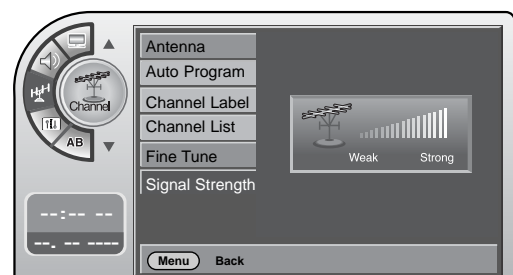 Antenna
Auto Program
Channel
Channel Label
Channel List
AB
Fine Tune
Weak Strong
Signal Strength
--:-- --
--. -- ----
Menu Back